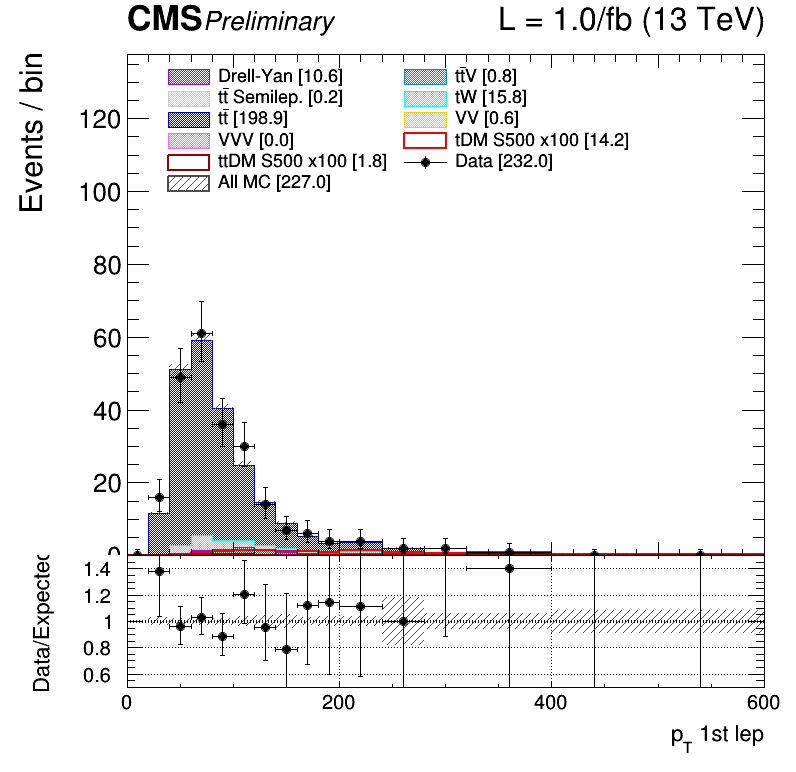 CMS Preliminary L = 1.0/fb (13 TeV)
Drell-Yan [10.6] tt̄V [0.8]
tt̄ Semilep. [0.2] tW [15.8]
tt̄ [198.9] VV [0.6]
VVV [0.0] tDM S500 x100 [14.2]
ttDM S500 x100 [1.8] Data [232.0]
All MC [227.0]
Events / bin
120
100
80
60
40
20
0
Data/Expected
1.4
1.2
1
0.8
0.6
0 200 400 600
p_T 1st lep